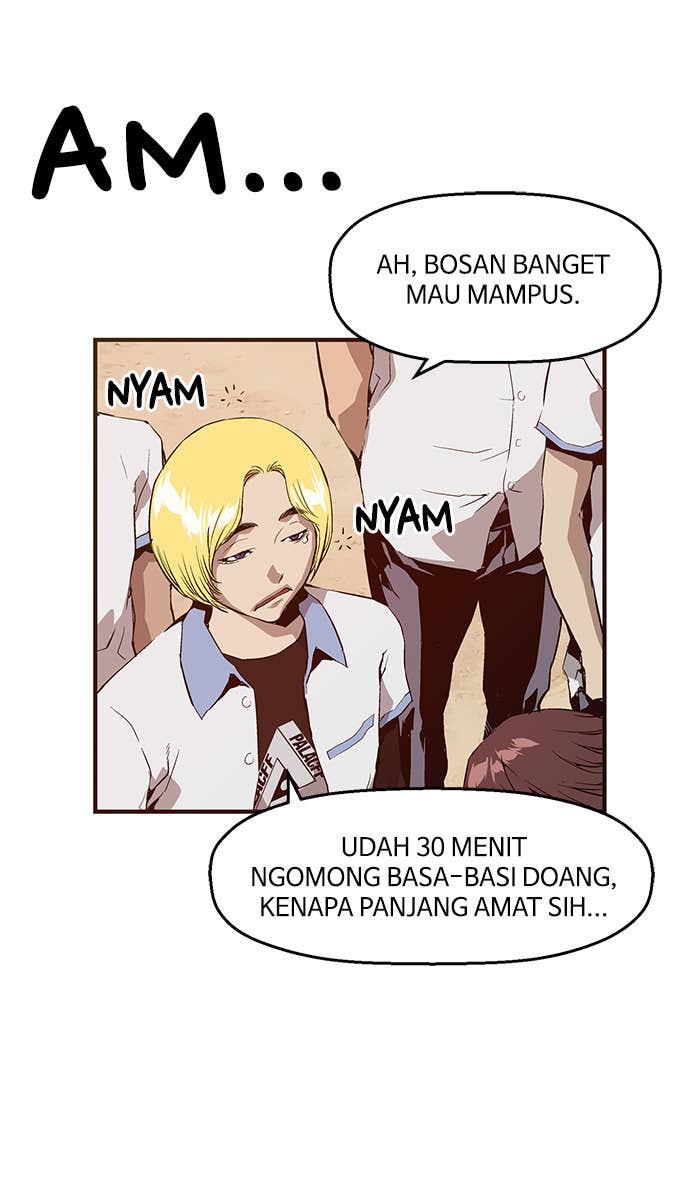 AM...
AH, BOSAN BANGET
MAU MAMPUS.
NYAM
NYAM
PALACFF
UDAH 30 MENIT
NGOMONG BASA-BASI DOANG,
KENAPA PANJANG AMAT SIH...